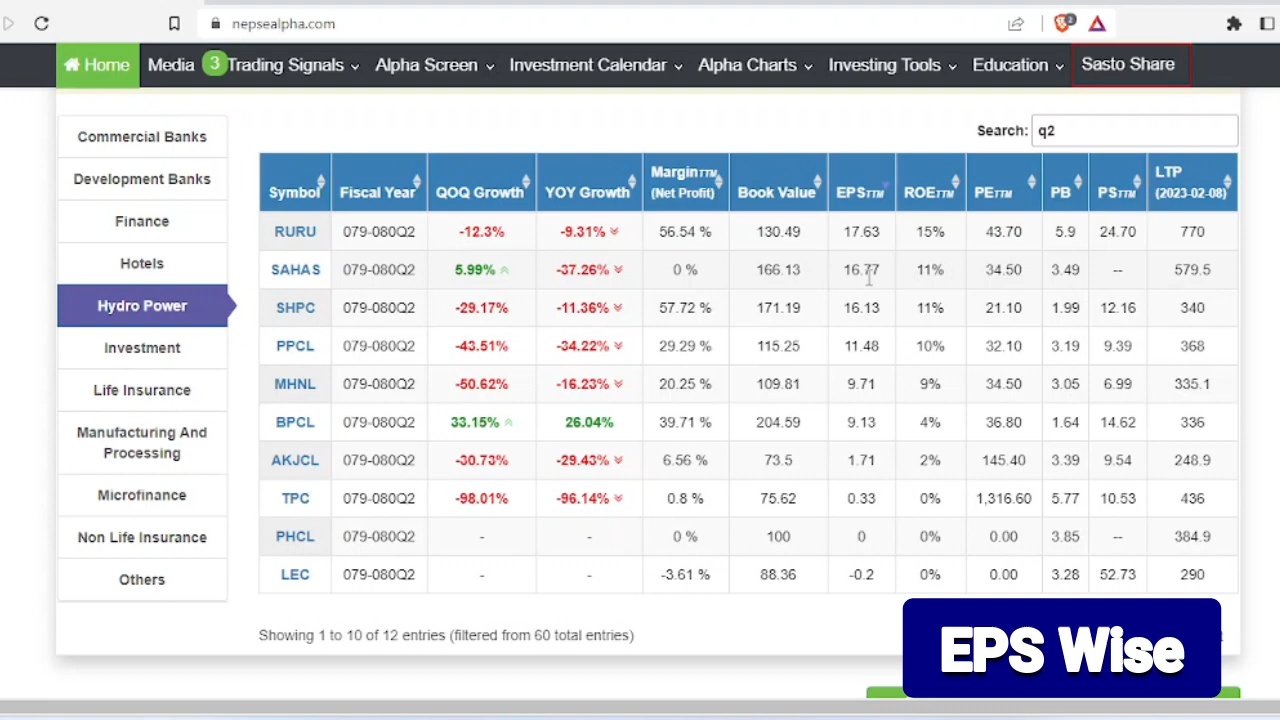 nepsealpha.com
2
Home Media 3 Trading Signals Alpha Screen Investment Calendar Alpha Charts Investing Tools Education Sasto Share
Commercial Banks
Development Banks
Finance
Hotels
Hydro Power
Investment
Life Insurance
Manufacturing And
Processing
Microfinance
Non Life Insurance
Others
Search: q2
Symbol Fiscal Year QOQ Growth YOY Growth Margin TTM (Net Profit) Book Value EPS TTM ROE TTM PE TTM PB PS TTM LTP (2023-02-08)
RURU 079-080Q2 -12.3% -9.31% 56.54 % 130.49 17.63 15% 43.70 5.9 24.70 770
SAHAS 079-080Q2 5.99% -37.26% 0 % 166.13 16.77 11% 34.50 3.49 -- 579.5
SHPC 079-080Q2 -29.17% -11.36% 57.72 % 171.19 16.13 11% 21.10 1.99 12.16 340
PPCL 079-080Q2 -43.51% -34.22% 29.29 % 115.25 11.48 10% 32.10 3.19 9.39 368
MHNL 079-080Q2 -50.62% -16.23% 20.25 % 109.81 9.71 9% 34.50 3.05 6.99 335.1
BPCL 079-080Q2 33.15% 26.04% 39.71 % 204.59 9.13 4% 36.80 1.64 14.62 336
AKJCL 079-080Q2 -30.73% -29.43% 6.56 % 73.5 1.71 2% 145.40 3.39 9.54 248.9
TPC 079-080Q2 -98.01% -96.14% 0.8 % 75.62 0.33 0% 1,316.60 5.77 10.53 436
PHCL 079-080Q2 - - 0 % 100 0 0% 0.00 3.85 -- 384.9
LEC 079-080Q2 - - -3.61 % 88.36 -0.2 0% 0.00 3.28 52.73 290
Showing 1 to 10 of 12 entries (filtered from 60 total entries)
EPS Wise